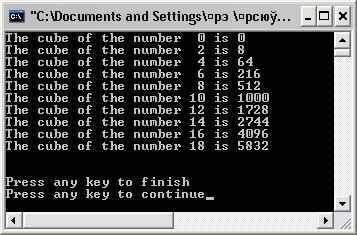 "C:\Documents and Settings\¤рэ \¤рсюў...
The cube of the number  0 is 0
The cube of the number  2 is 8
The cube of the number  4 is 64
The cube of the number  6 is 216
The cube of the number  8 is 512
The cube of the number 10 is 1000
The cube of the number 12 is 1728
The cube of the number 14 is 2744
The cube of the number 16 is 4096
The cube of the number 18 is 5832
Press any key to finish
Press any key to continue_